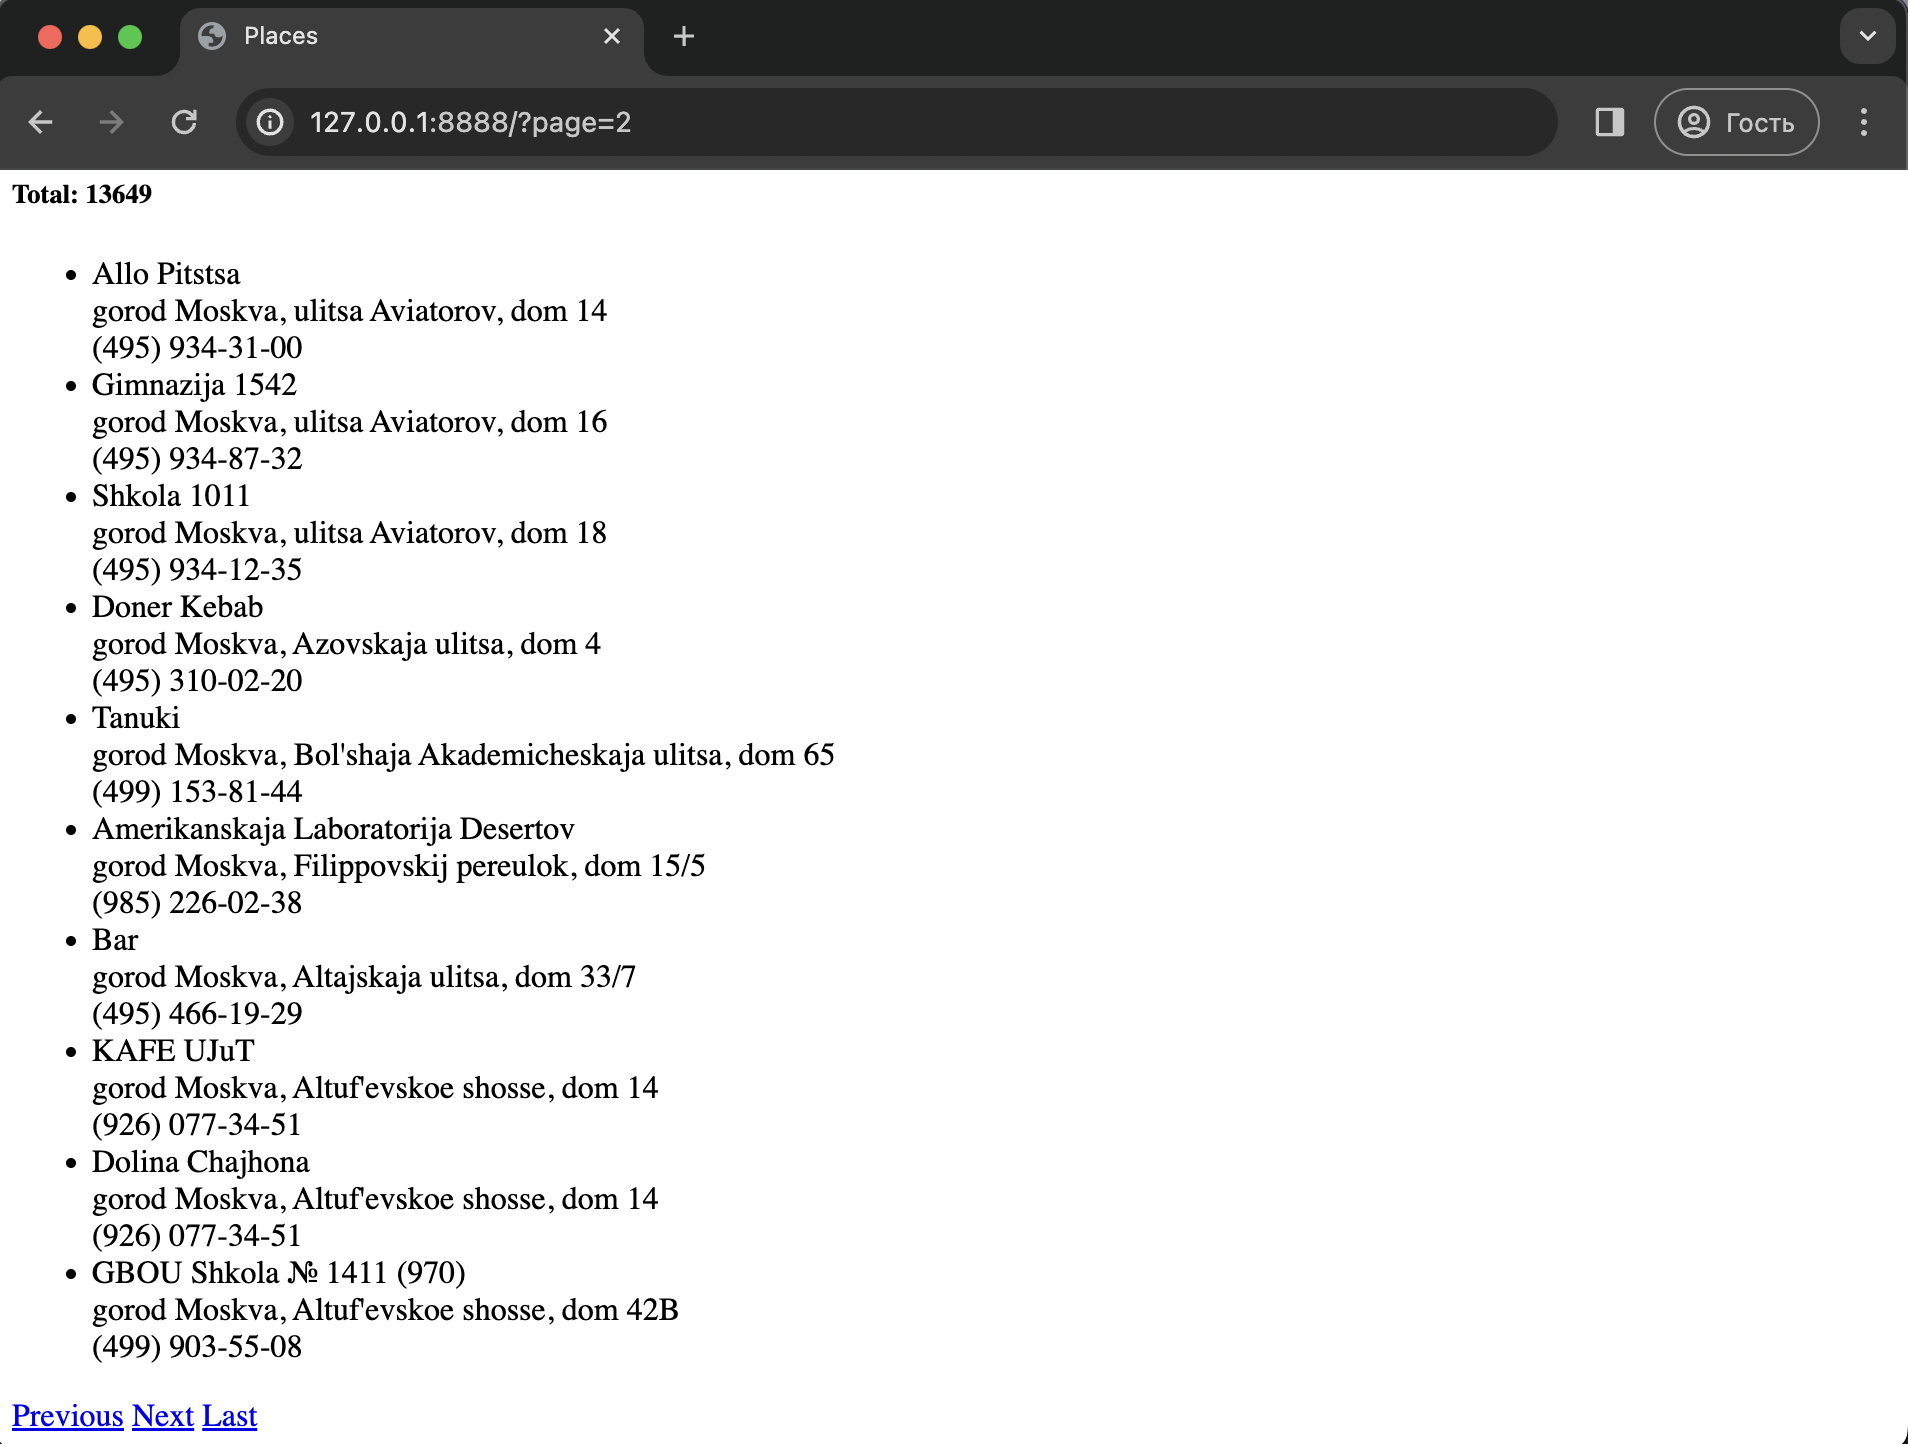 Places
127.0.0.1:8888/?page=2
Гость
Total: 13649
Allo Pitstsa
gorod Moskva, ulitsa Aviatorov, dom 14
(495) 934-31-00
Gimnazija 1542
gorod Moskva, ulitsa Aviatorov, dom 16
(495) 934-87-32
Shkola 1011
gorod Moskva, ulitsa Aviatorov, dom 18
(495) 934-12-35
Doner Kebab
gorod Moskva, Azovskaja ulitsa, dom 4
(495) 310-02-20
Tanuki
gorod Moskva, Bol'shaja Akademicheskaja ulitsa, dom 65
(499) 153-81-44
Amerikanskaja Laboratorija Desertov
gorod Moskva, Filippovskij pereulok, dom 15/5
(985) 226-02-38
Bar
gorod Moskva, Altajskaja ulitsa, dom 33/7
(495) 466-19-29
KAFE UJuT
gorod Moskva, Altuf'evskoe shosse, dom 14
(926) 077-34-51
Dolina Chajhona
gorod Moskva, Altuf'evskoe shosse, dom 14
(926) 077-34-51
GBOU Shkola № 1411 (970)
gorod Moskva, Altuf'evskoe shosse, dom 42B
(499) 903-55-08
Previous Next Last